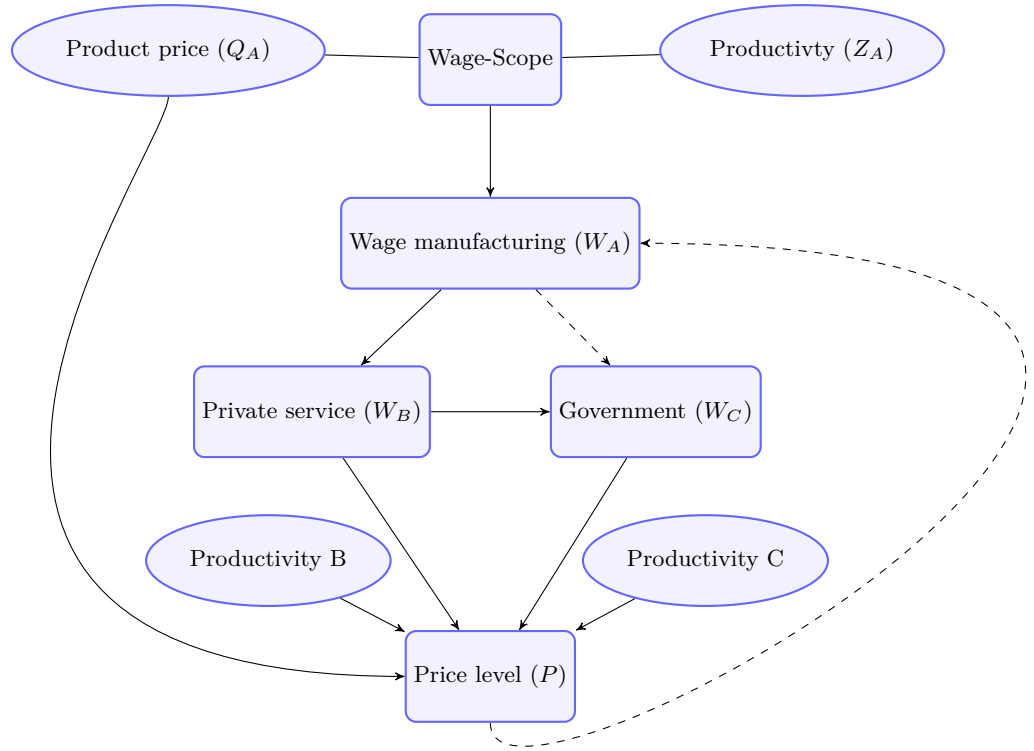 Product price (Q_A)
Wage-Scope
Productivty (Z_A)
Wage manufacturing (W_A)
Private service (W_B)
Government (W_C)
Productivity B
Productivity C
Price level (P)